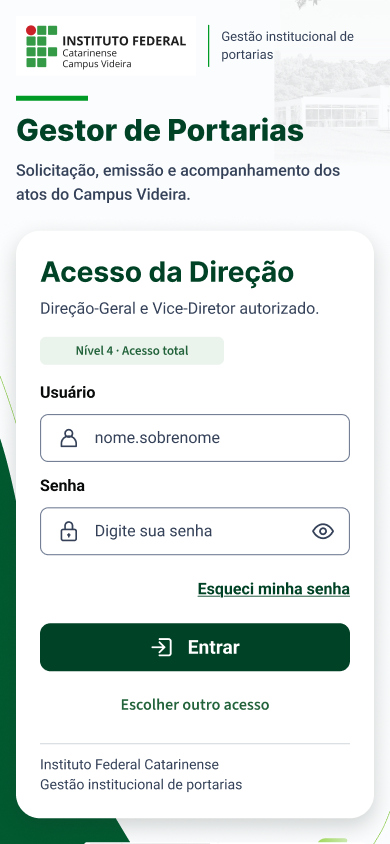 INSTITUTO FEDERAL
Catarinense
Campus Videira
Gestão institucional de
portarias
Gestor de Portarias
Solicitação, emissão e acompanhamento dos
atos do Campus Videira.
Acesso da Direção
Direção-Geral e Vice-Diretor autorizado.
Nível 4 · Acesso total
Usuário
nome.sobrenome
Senha
Digite sua senha
Esqueci minha senha
Entrar
Escolher outro acesso
Instituto Federal Catarinense
Gestão institucional de portarias